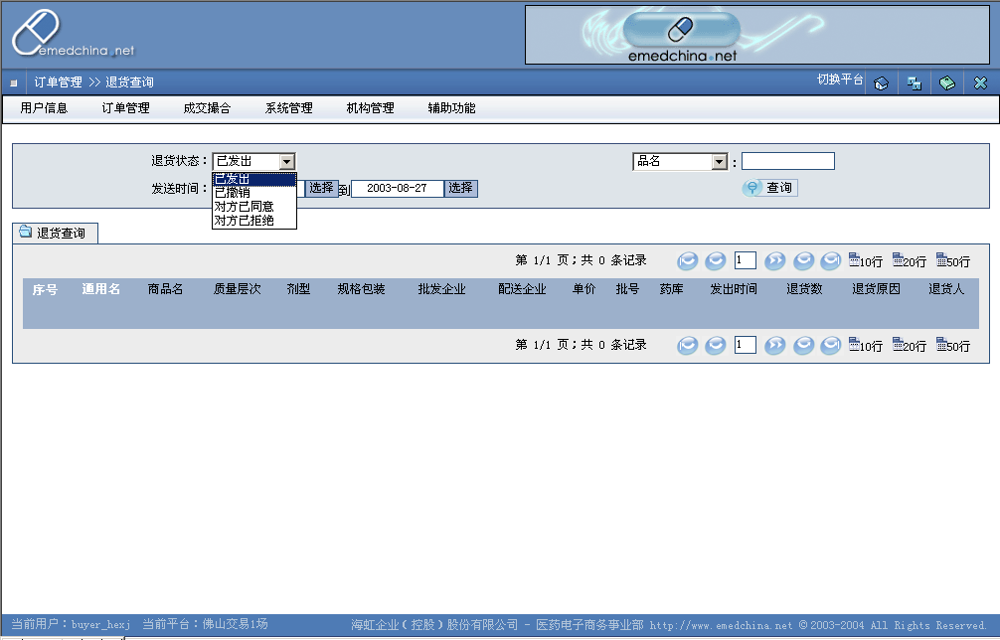 emedchina.net
emedchina.net
订单管理 >> 退货查询
切换平台
用户信息 订单管理 成交撮合 系统管理 机构管理 辅助功能
退货状态： 已发出 品名 ：
已发出
发送时间： 选择 到 2003-08-27 选择 查询
已撤销
对方已同意
对方已拒绝
退货查询
第 1/1 页；共 0 条记录 1 10行 20行 50行
序号 通用名 商品名 质量层次 剂型 规格包装 批发企业 配送企业 单价 批号 药库 发出时间 退货数 退货原因 退货人
第 1/1 页；共 0 条记录 1 10行 20行 50行
当前用户：buyer_hexj 当前平台：佛山交易1场 海虹企业（控股）股份有限公司 - 医药电子商务事业部 http://www.emedchina.net ©2003-2004 All Rights Reserved.